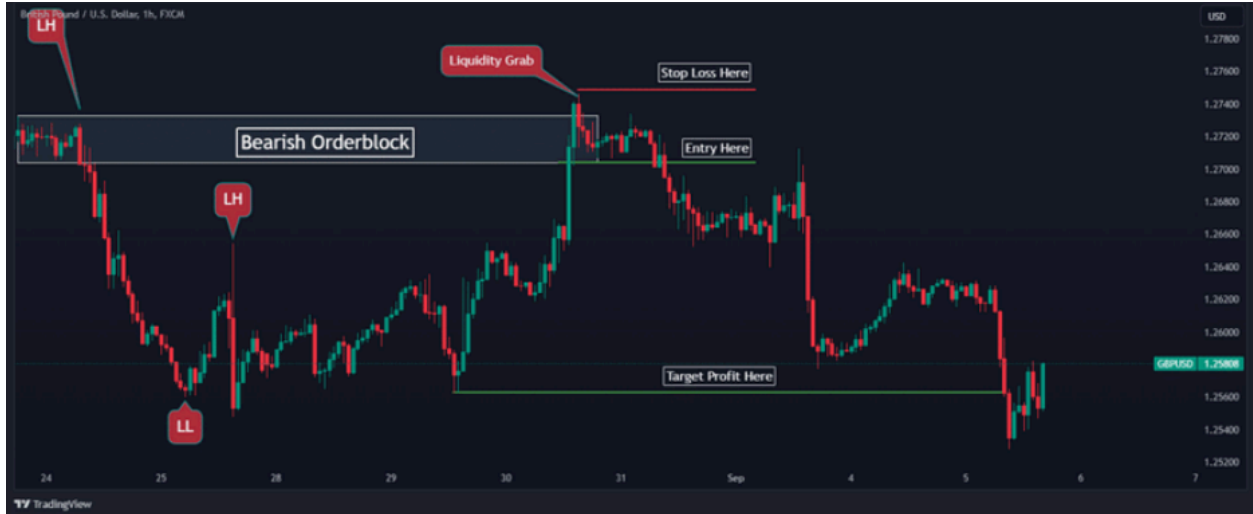 British Pound / U.S. Dollar, 1h, FXCM
USD
LH
1.27800
Liquidity Grab
Stop Loss Here
1.27600
1.27400
Bearish Orderblock
Entry Here
1.27200
1.27000
LH
1.26800
1.26600
1.26400
1.26200
1.26000
GBPUSD 1.25808
Target Profit Here
1.25600
LL
1.25400
1.25200
24 25 28 29 30 31 Sep 4 5 6 7
TradingView